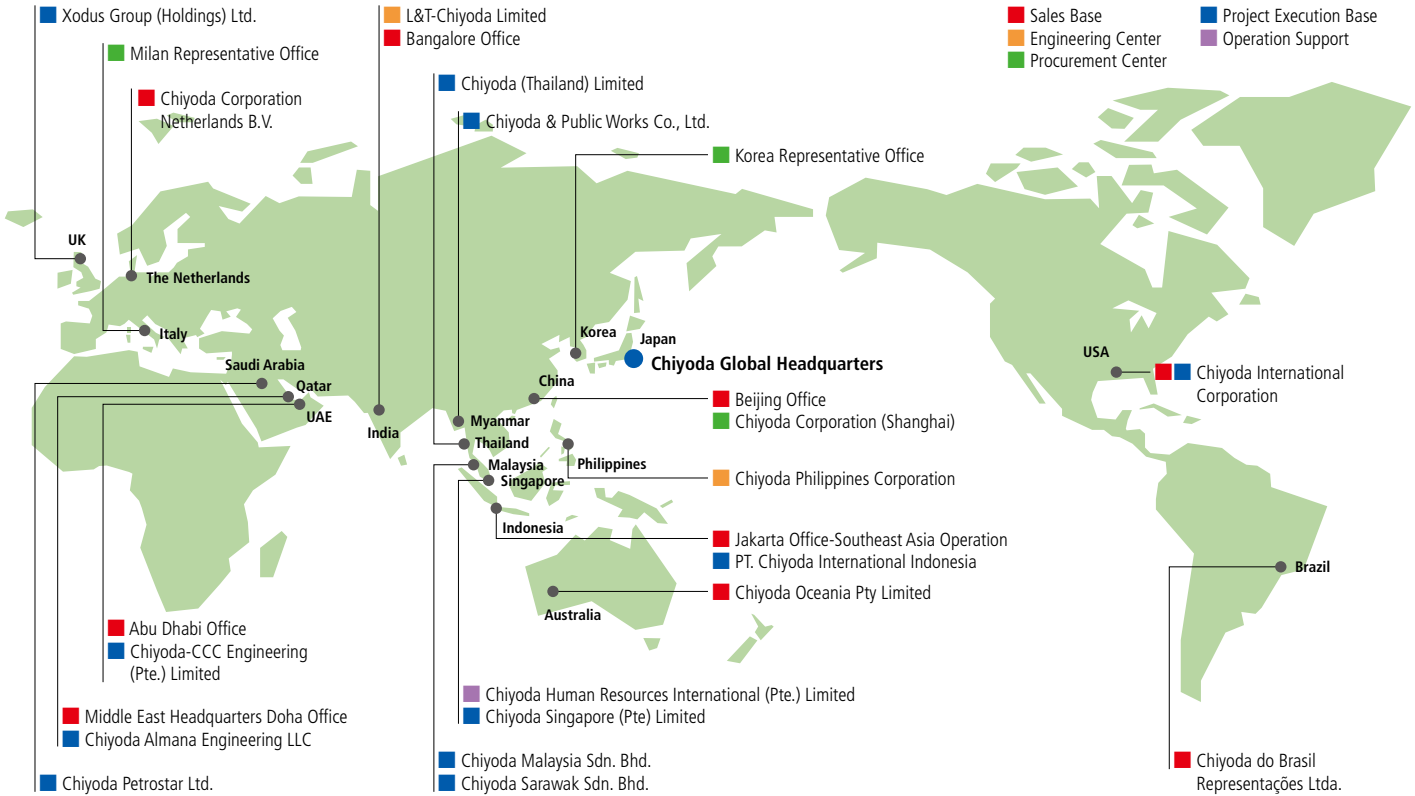 Xodus Group (Holdings) Ltd.
Milan Representative Office
Chiyoda Corporation
Netherlands B.V.
L&T-Chiyoda Limited
Bangalore Office
Chiyoda (Thailand) Limited
Chiyoda & Public Works Co., Ltd.
Korea Representative Office
Sales Base
Engineering Center
Procurement Center
Project Execution Base
Operation Support
UK
The Netherlands
Italy
Saudi Arabia
Qatar
UAE
India
Korea
Japan
Chiyoda Global Headquarters
China
Beijing Office
Chiyoda Corporation (Shanghai)
Myanmar
Thailand
Malaysia
Singapore
Philippines
Chiyoda Philippines Corporation
Indonesia
Jakarta Office-Southeast Asia Operation
PT. Chiyoda International Indonesia
Chiyoda Oceania Pty Limited
Australia
USA
Chiyoda International
Corporation
Brazil
Abu Dhabi Office
Chiyoda-CCC Engineering
(Pte.) Limited
Middle East Headquarters Doha Office
Chiyoda Almana Engineering LLC
Chiyoda Petrostar Ltd.
Chiyoda Human Resources International (Pte.) Limited
Chiyoda Singapore (Pte) Limited
Chiyoda Malaysia Sdn. Bhd.
Chiyoda Sarawak Sdn. Bhd.
Chiyoda do Brasil
Representações Ltda.